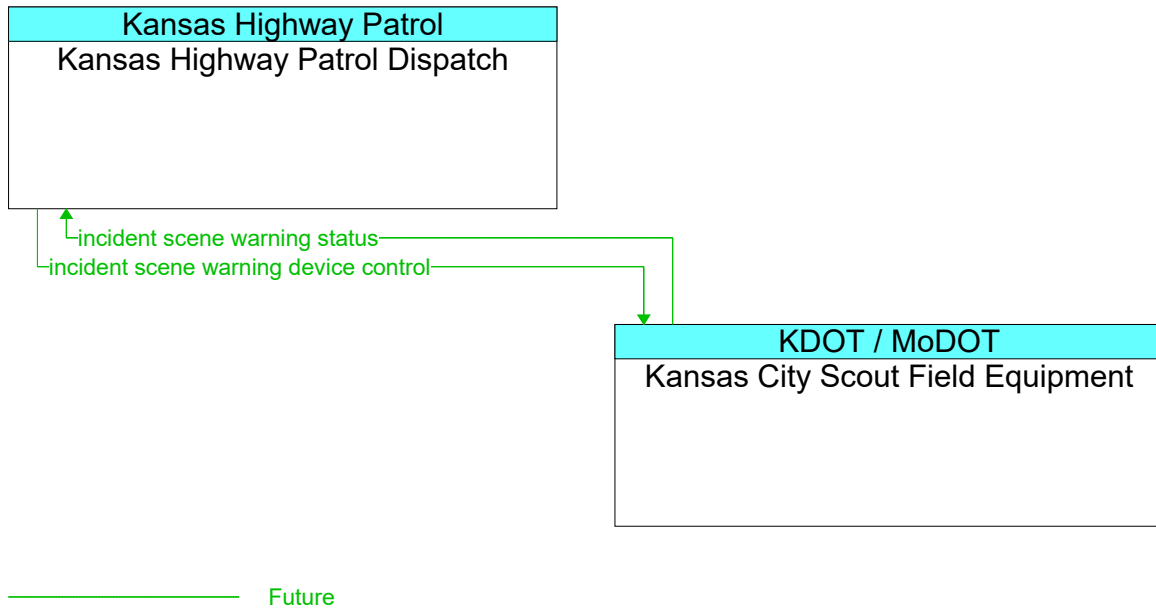 Kansas Highway Patrol
Kansas Highway Patrol Dispatch
incident scene warning status
incident scene warning device control
KDOT / MoDOT
Kansas City Scout Field Equipment
Future